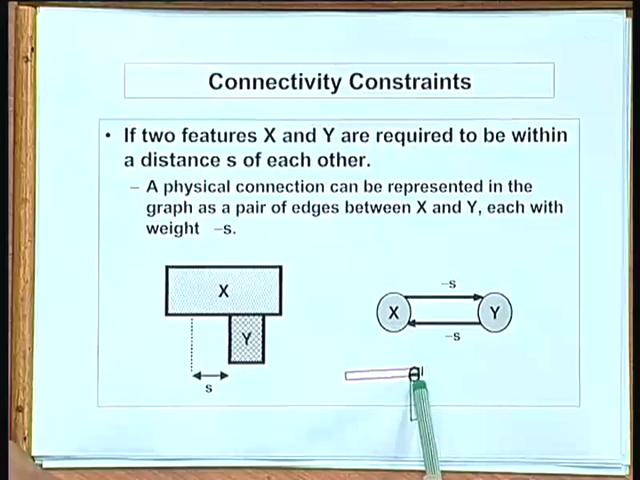 Connectivity Constraints
• If two features X and Y are required to be within
a distance s of each other.
– A physical connection can be represented in the
graph as a pair of edges between X and Y, each with
weight –s.
X
Y
s
–s
X
Y
–s